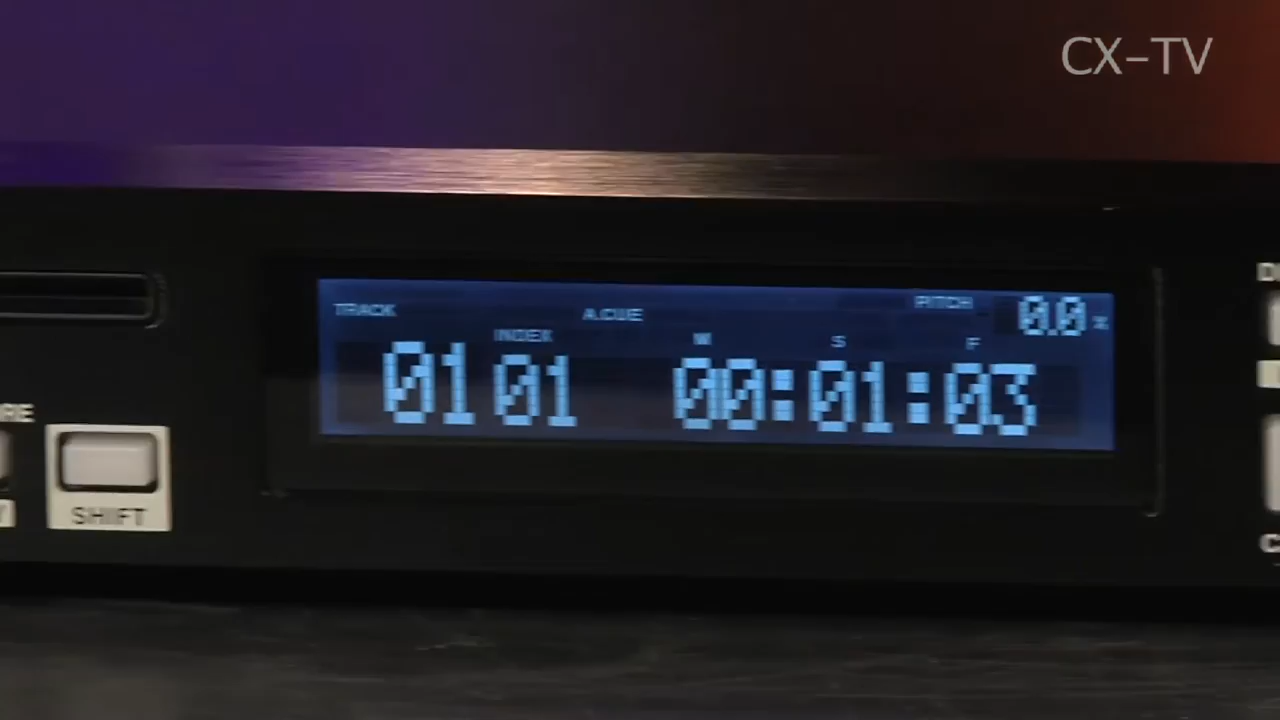 CX-TV
TRACK A.CUE PITCH 0.0 %
INDEX M S F
01 01 00:01:03
SHIFT